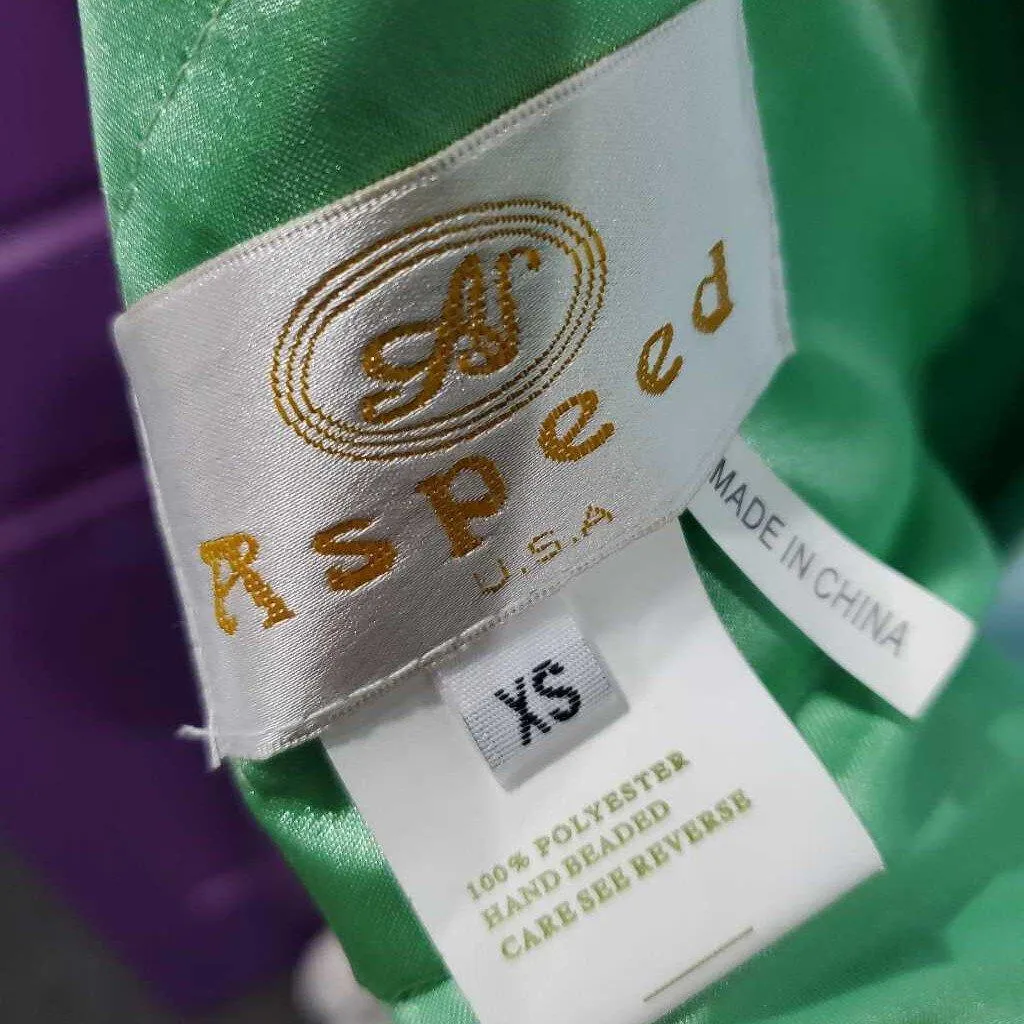 Aspeed
U.S.A
XS
MADE IN CHINA
100% POLYESTER
HAND BEADED
CARE SEE REVERSE